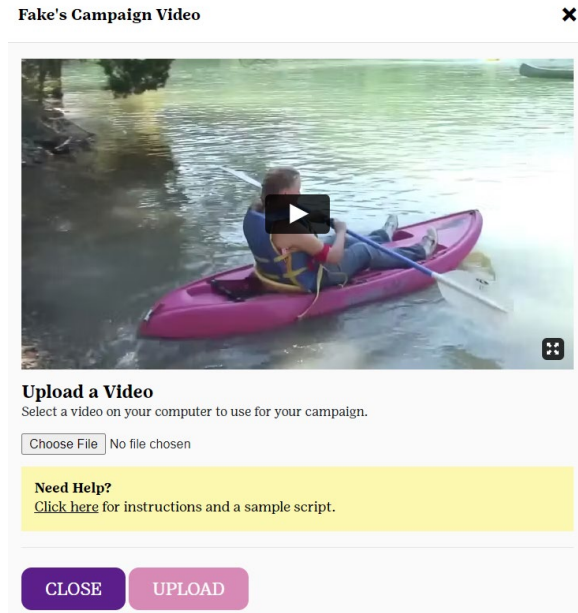 Fake's Campaign Video
Upload a Video
Select a video on your computer to use for your campaign.
Choose File No file chosen
Need Help?
Click here for instructions and a sample script.
CLOSE UPLOAD